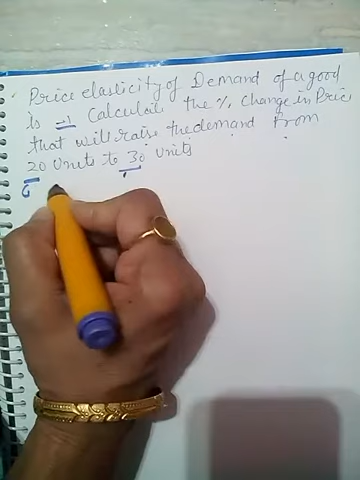 Price elasticity of Demand of a good
is -1 Calculate the % change in Price
that will raise the demand from
20 Units to 30 Units